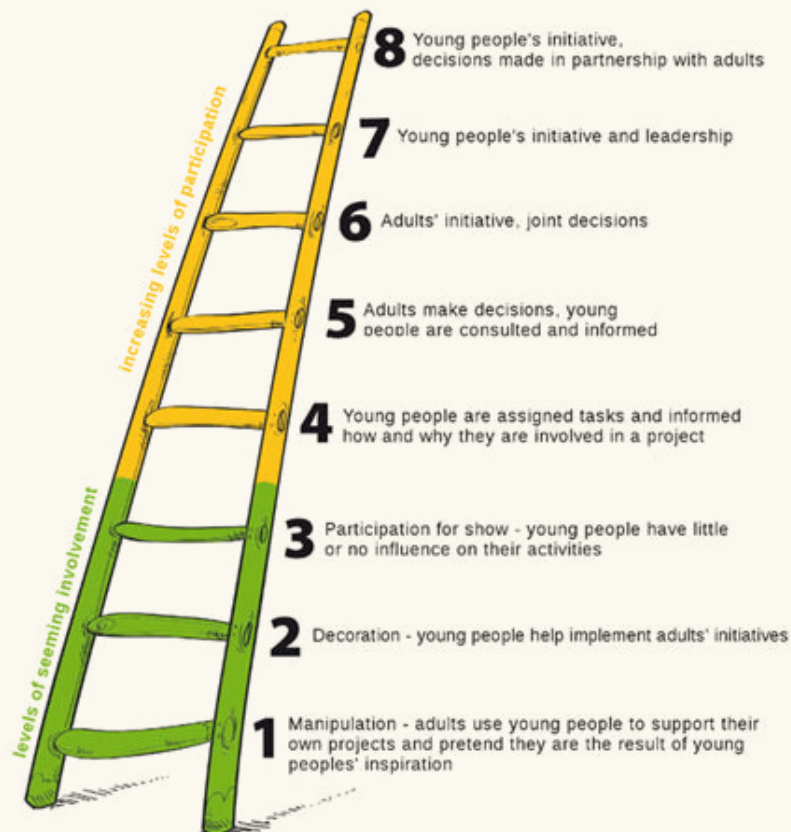 8 Young people's initiative,
decisions made in partnership with adults
7 Young people's initiative and leadership
6 Adults' initiative, joint decisions
5 Adults make decisions, young
people are consulted and informed
4 Young people are assigned tasks and informed
how and why they are involved in a project
3 Participation for show - young people have little
or no influence on their activities
2 Decoration - young people help implement adults' initiatives
1 Manipulation - adults use young people to support their
own projects and pretend they are the result of young
peoples' inspiration
increasing levels of participation
levels of seeming involvement